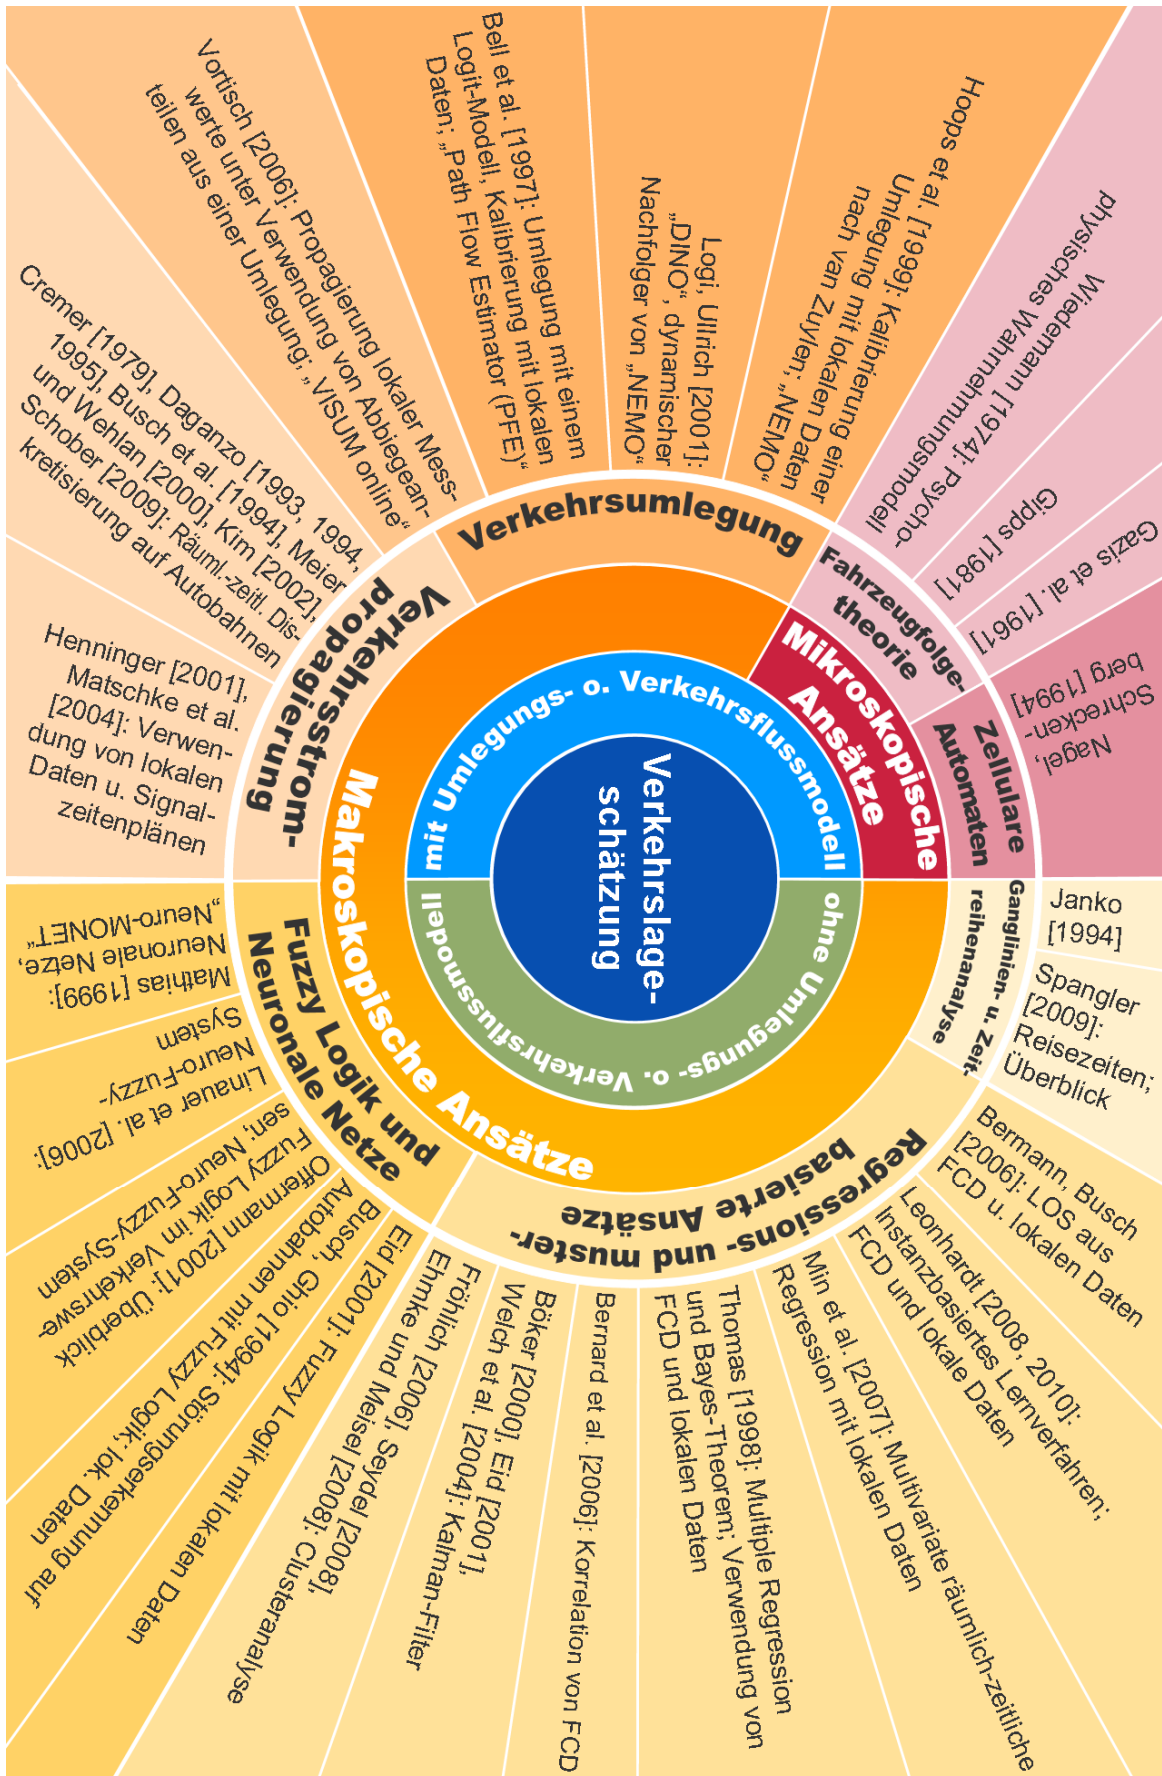 Verkehrslage-
schätzung
mit Umlegungs- o. Verkehrsflussmodell
ohne Umlegungs- o. Verkehrsflussmodell
Makroskopische Ansätze
Mikroskopische
Ansätze
Verkehrsumlegung
Bell et al. [1997]: Umlegung mit einem
Logit-Modell, Kalibrierung mit lokalen
Daten; „Path Flow Estimator (PFE)“
Logi, Ullrich [2001]:
„DINO“, dynamischer
Nachfolger von „NEMO“
Hoops et al. [1999]: Kalibrierung einer
Umlegung mit lokalen Daten
nach van Zuylen; „NEMO“
Fahrzeugfolge-
theorie
Wiedemann [1974]: Psycho-
physisches Wahrnehmungsmodell
Gipps [1981]
Gazis et al. [1961]
Zellulare
Automaten
Nagel,
Schrecken-
berg [1994]
Ganglinien- u. Zeit-
reihenanalyse
Janko
[1994]
Spangler
[2009]:
Reisezeiten;
Überblick
Regressions- und muster-
basierte Ansätze
Bermann, Busch
[2006]: LOS aus
FCD u. lokalen Daten
Leonhardt [2008, 2010]:
Instanzbasiertes Lernverfahren;
FCD und lokale Daten
Min et al. [2007]: Multivariate räumlich-zeitliche
Regression mit lokalen Daten
Thomas [1998]: Multiple Regression
und Bayes-Theorem; Verwendung von
FCD und lokalen Daten
Bernard et al. [2006]: Korrelation von FCD
Böker [2000], Eid [2001],
Welch et al. [2004]: Kalman-Filter
Fröhlich [2006], Seydel [2008],
Ehmke und Meisel [2008]: Clusteranalyse
Fuzzy Logik und
Neuronale Netze
Eid [2001]: Fuzzy Logik mit lokalen Daten
Busch, Ghio [1994]: Störungserkennung auf
Autobahnen mit Fuzzy Logik; lok. Daten
Offermann [2001]: Überblick
Fuzzy Logik im Verkehrswe-
sen; Neuro-Fuzzy-System
Linauer et al. [2006]:
Neuro-Fuzzy-
System
Mathias [1999]:
Neuronale Netze,
„Neuro-MONET“
Verkehrsstrom-
propagierung
Henninger [2001],
Matschke et al.
[2004]: Verwen-
dung von lokalen
Daten u. Signal-
zeitenplänen
Cremer [1979], Daganzo [1993, 1994,
1995], Busch et al. [1994], Meier
und Wehlan [2000], Kim [2002],
Schober [2009]: Räuml.-zeitl. Dis-
kretisierung auf Autobahnen
Vortisch [2006]: Propagierung lokaler Mess-
werte unter Verwendung von Abbiegean-
teilen aus einer Umlegung; „VISUM online“